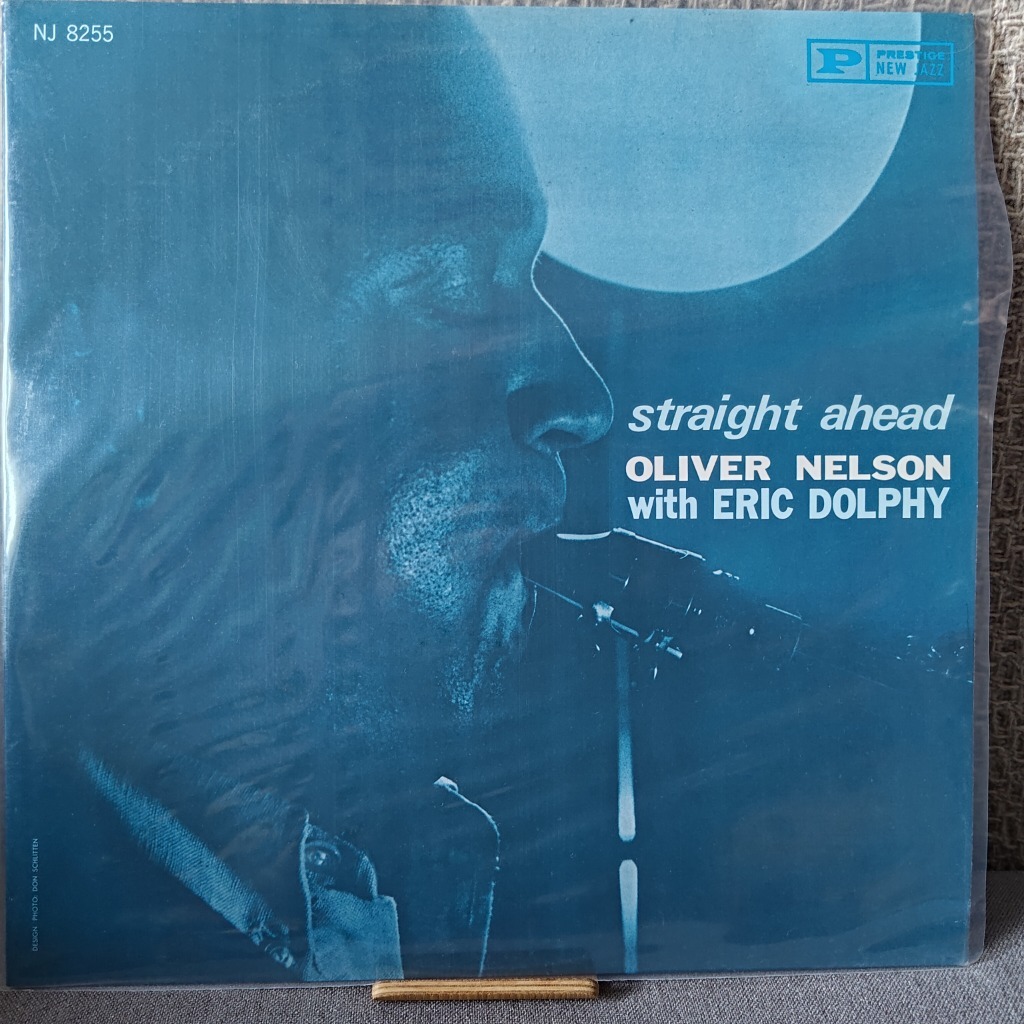 NJ 8255
P PRESTIGE
NEW JAZZ
straight ahead
OLIVER NELSON
with ERIC DOLPHY
DESIGN PHOTO: DON SCHLITTEN